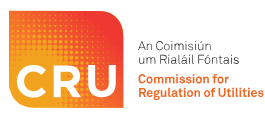 CRU
An Coimisiún
um Rialáil Fóntais
Commission for
Regulation of Utilities